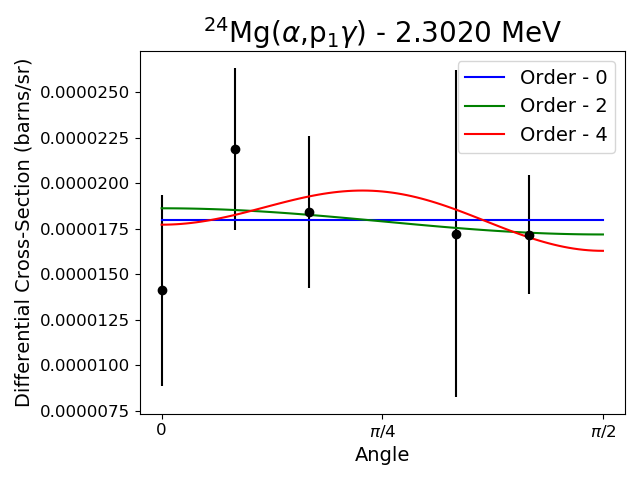 ²⁴Mg(α,p₁γ) - 2.3020 MeV
Differential Cross-Section (barns/sr)
0.0000250
0.0000225
0.0000200
0.0000175
0.0000150
0.0000125
0.0000100
0.0000075
Order - 0
Order - 2
Order - 4
0
π/4
π/2
Angle